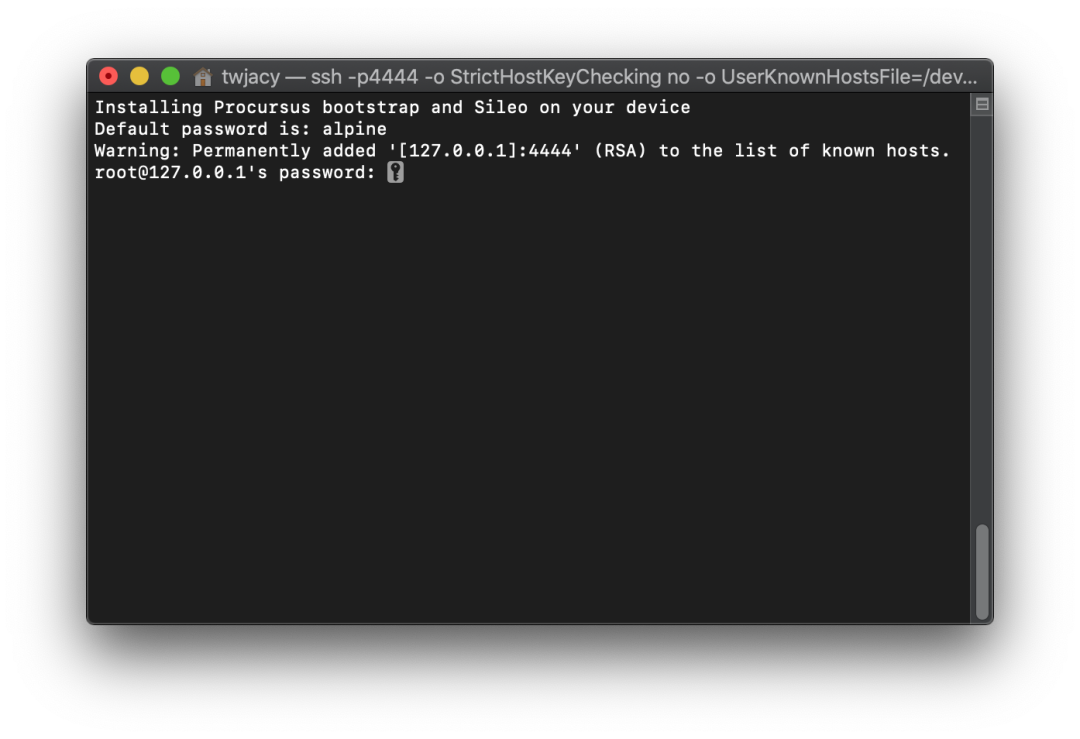 twjacy — ssh -p4444 -o StrictHostKeyChecking no -o UserKnownHostsFile=/dev...
Installing Procursus bootstrap and Sileo on your device
Default password is: alpine
Warning: Permanently added '[127.0.0.1]:4444' (RSA) to the list of known hosts.
root@127.0.0.1's password: